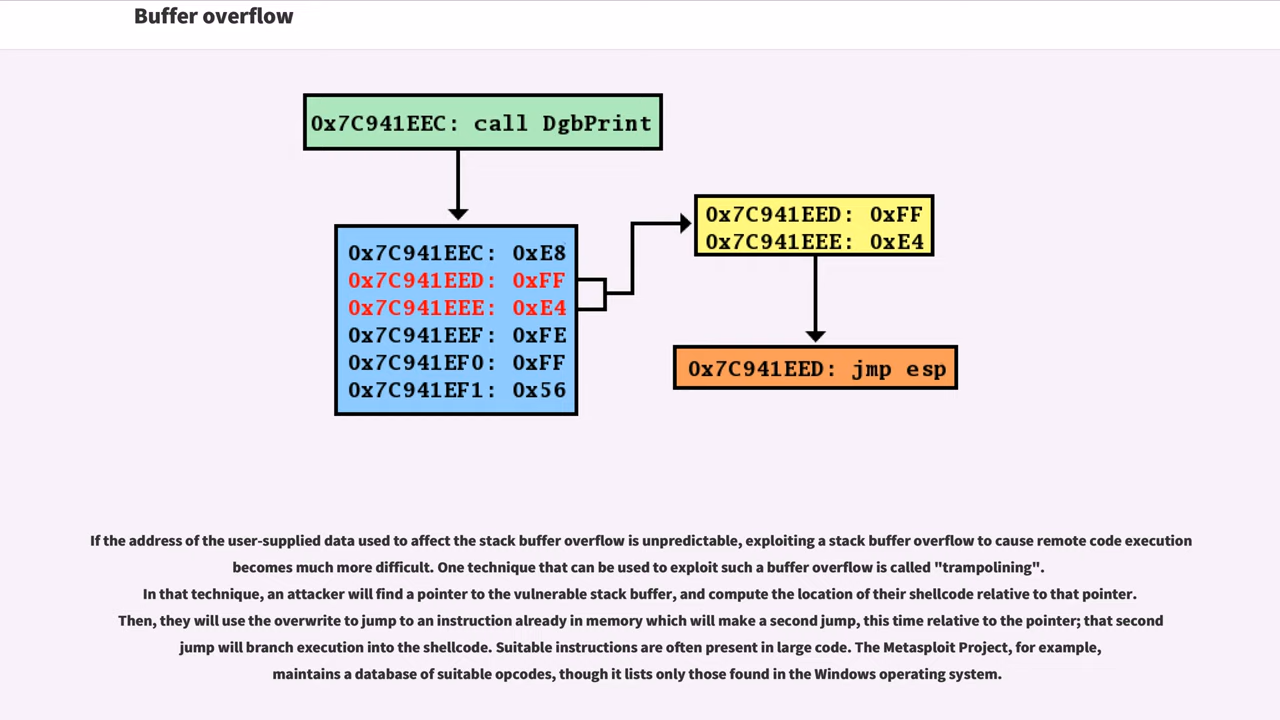 Buffer overflow
0x7C941EEC: call DgbPrint
0x7C941EEC: 0xE8
0x7C941EED: 0xFF
0x7C941EEE: 0xE4
0x7C941EEF: 0xFE
0x7C941EF0: 0xFF
0x7C941EF1: 0x56
0x7C941EED: 0xFF
0x7C941EEE: 0xE4
0x7C941EED: jmp esp
If the address of the user-supplied data used to affect the stack buffer overflow is unpredictable, exploiting a stack buffer overflow to cause remote code execution
becomes much more difficult. One technique that can be used to exploit such a buffer overflow is called "trampolining".
In that technique, an attacker will find a pointer to the vulnerable stack buffer, and compute the location of their shellcode relative to that pointer.
Then, they will use the overwrite to jump to an instruction already in memory which will make a second jump, this time relative to the pointer; that second
jump will branch execution into the shellcode. Suitable instructions are often present in large code. The Metasploit Project, for example,
maintains a database of suitable opcodes, though it lists only those found in the Windows operating system.